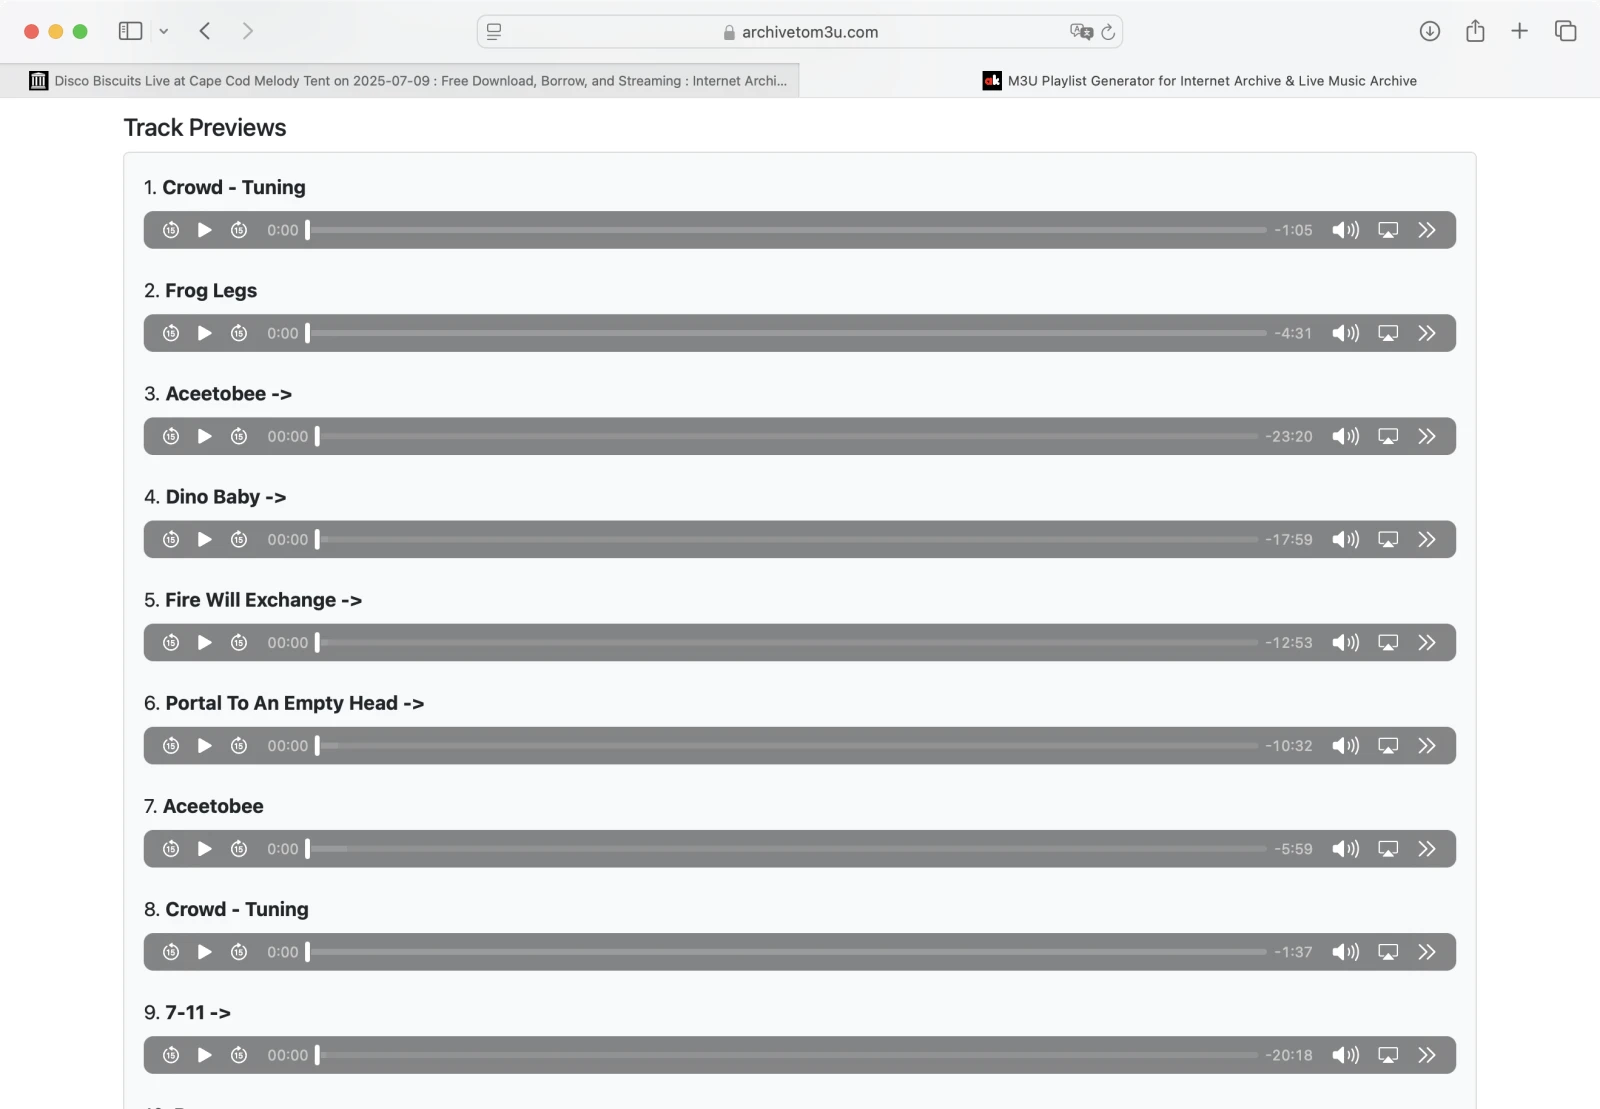 archivetom3u.com
Disco Biscuits Live at Cape Cod Melody Tent on 2025-07-09 : Free Download, Borrow, and Streaming : Internet Archi...
ak M3U Playlist Generator for Internet Archive & Live Music Archive
Track Previews
1. Crowd - Tuning
15 15 0:00 -1:05
2. Frog Legs
15 15 0:00 -4:31
3. Aceetobee ->
15 15 00:00 -23:20
4. Dino Baby ->
15 15 00:00 -17:59
5. Fire Will Exchange ->
15 15 00:00 -12:53
6. Portal To An Empty Head ->
15 15 00:00 -10:32
7. Aceetobee
15 15 0:00 -5:59
8. Crowd - Tuning
15 15 0:00 -1:37
9. 7-11 ->
15 15 00:00 -20:18